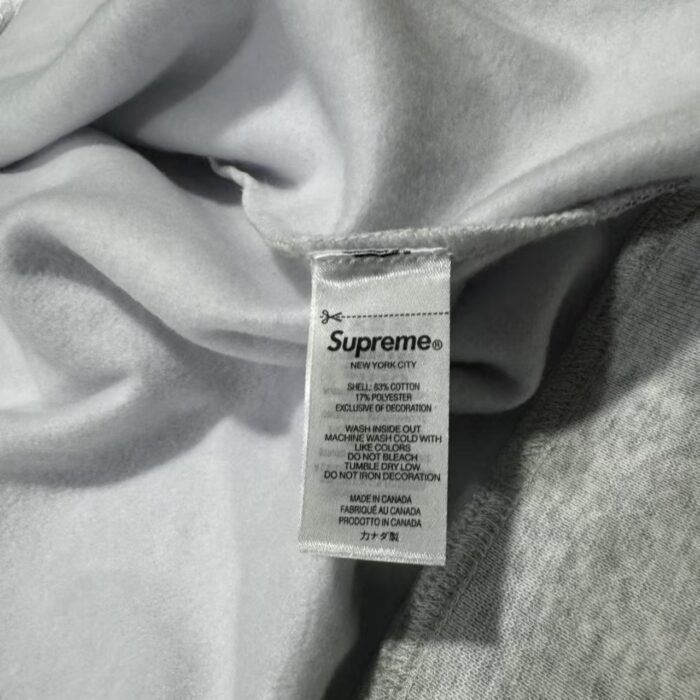 Supreme®
NEW YORK CITY
SHELL: 83% COTTON
17% POLYESTER
EXCLUSIVE OF DECORATION
WASH INSIDE OUT
MACHINE WASH COLD WITH
LIKE COLORS
DO NOT BLEACH
TUMBLE DRY LOW
DO NOT IRON DECORATION
MADE IN CANADA
FABRIQUÉ AU CANADA
PRODOTTO IN CANADA
カナダ製